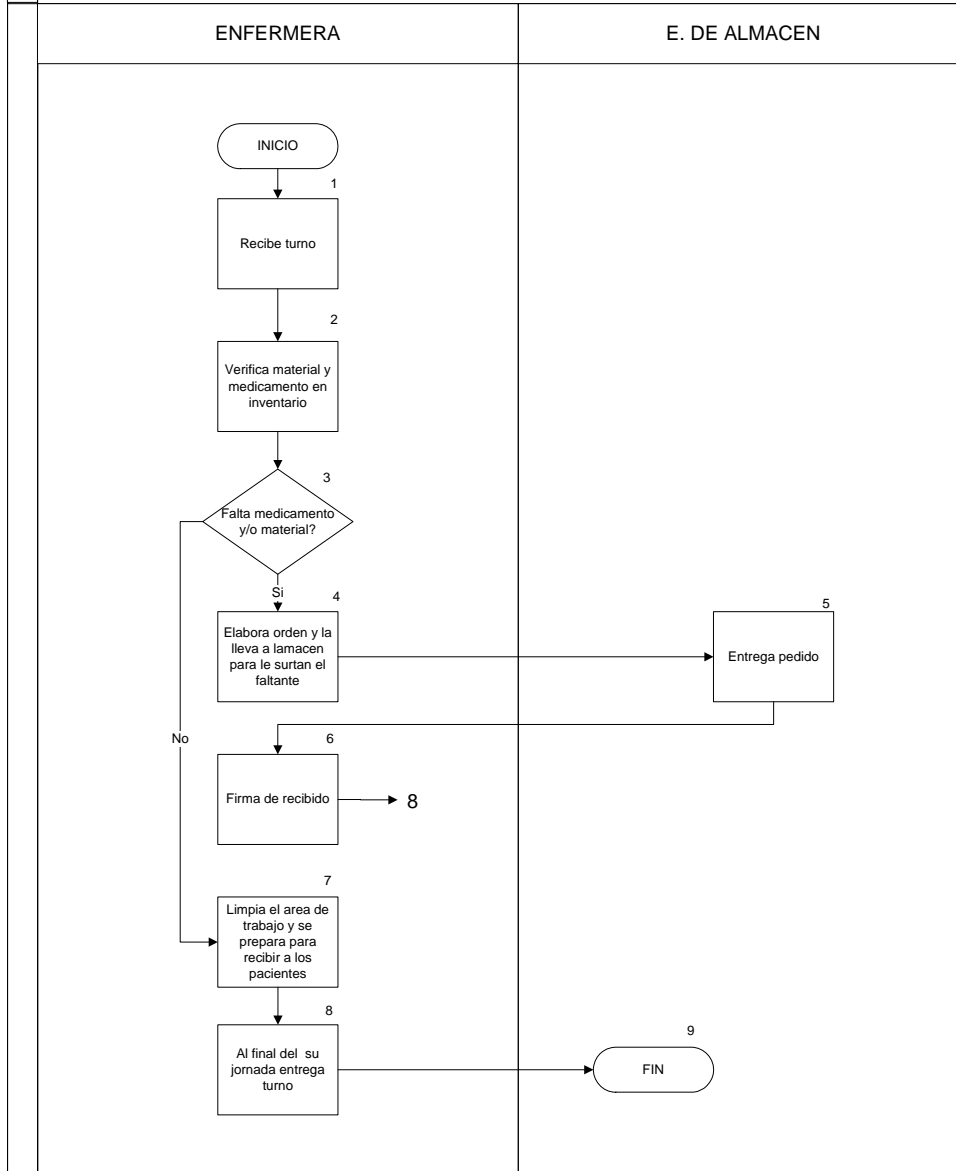 ENFERMERA
E. DE ALMACEN
INICIO
1
Recibe turno
2
Verifica material y
medicamento en
inventario
3
Falta medicamento
y/o material?
Si
4
Elabora orden y la
lleva a lamacen
para le surtan el
faltante
5
Entrega pedido
No
6
Firma de recibido
8
7
Limpia el area de
trabajo y se
prepara para
recibir a los
pacientes
8
Al final del su
jornada entrega
turno
9
FIN